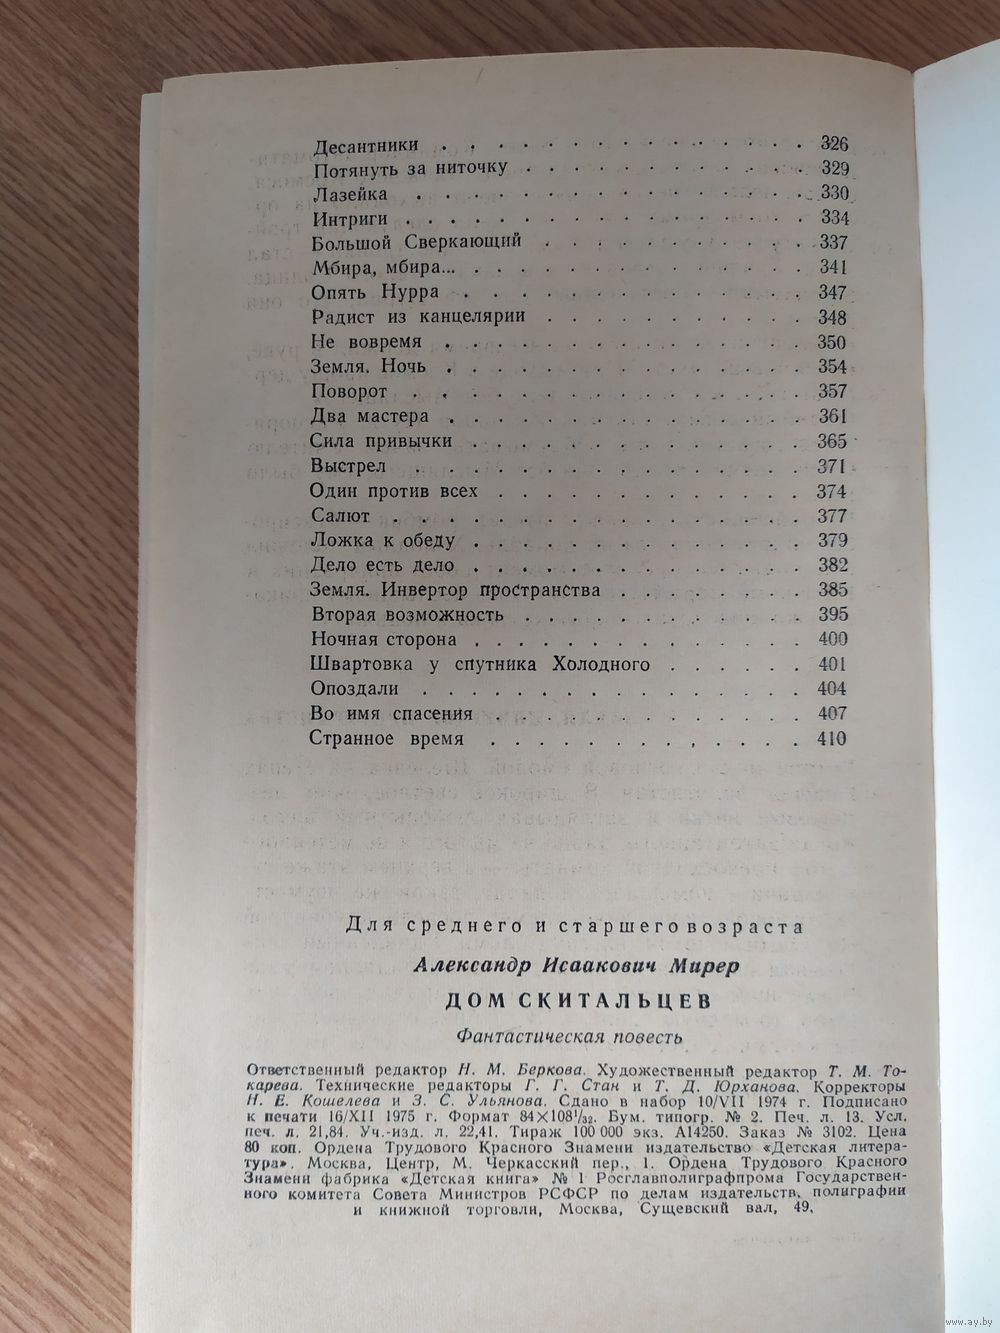 Десантники . . . . . . . . . . . . . . . 326
Потянуть за ниточку . . . . . . . . . . . 329
Лазейка . . . . . . . . . . . . . . . 330
Интриги . . . . . . . . . . . . . . . 334
Большой Сверкающий . . . . . . . . . . 337
Мбира, мбира... . . . . . . . . . . . . 341
Опять Нурра . . . . . . . . . . . . . 347
Радист из канцелярии . . . . . . . . . . 348
Не вовремя . . . . . . . . . . . . . 350
Земля. Ночь . . . . . . . . . . . . . 354
Поворот . . . . . . . . . . . . . . 357
Два мастера . . . . . . . . . . . . . 361
Сила привычки . . . . . . . . . . . . 365
Выстрел . . . . . . . . . . . . . . 371
Один против всех . . . . . . . . . . . 374
Салют . . . . . . . . . . . . . . . 377
Ложка к обеду . . . . . . . . . . . . 379
Дело есть дело . . . . . . . . . . . . 382
Земля. Инвертор пространства . . . . . . . 385
Вторая возможность . . . . . . . . . . 395
Ночная сторона . . . . . . . . . . . . 400
Швартовка у спутника Холодного . . . . . . 401
Опоздали . . . . . . . . . . . . . . 404
Во имя спасения . . . . . . . . . . . 407
Странное время . . . . . . . . . . . 410
Для среднего и старшего возраста
Александр Исаакович Мирер
ДОМ СКИТАЛЬЦЕВ
Фантастическая повесть
Ответственный редактор Н. М. Беркова. Художественный редактор Т. М. То-
карева. Технические редакторы Г. Г. Стан и Т. Д. Юрханова. Корректоры
Н. Е. Кошелева и З. С. Ульянова. Сдано в набор 10/VII 1974 г. Подписано
к печати 16/XII 1975 г. Формат 84×108¹/₃₂. Бум. типогр. № 2. Печ. л. 13. Усл.
печ. л. 21,84. Уч.-изд. л. 22,41. Тираж 100 000 экз. А14250. Заказ № 3102. Цена
80 коп. Ордена Трудового Красного Знамени издательство «Детская литера-
тура». Москва, Центр, М. Черкасский пер., 1. Ордена Трудового Красного
Знамени фабрика «Детская книга» № 1 Росглавполиграфпрома Государствен-
ного комитета Совета Министров РСФСР по делам издательств, полиграфии
и книжной торговли, Москва, Сущевский вал, 49.
www.ay.by